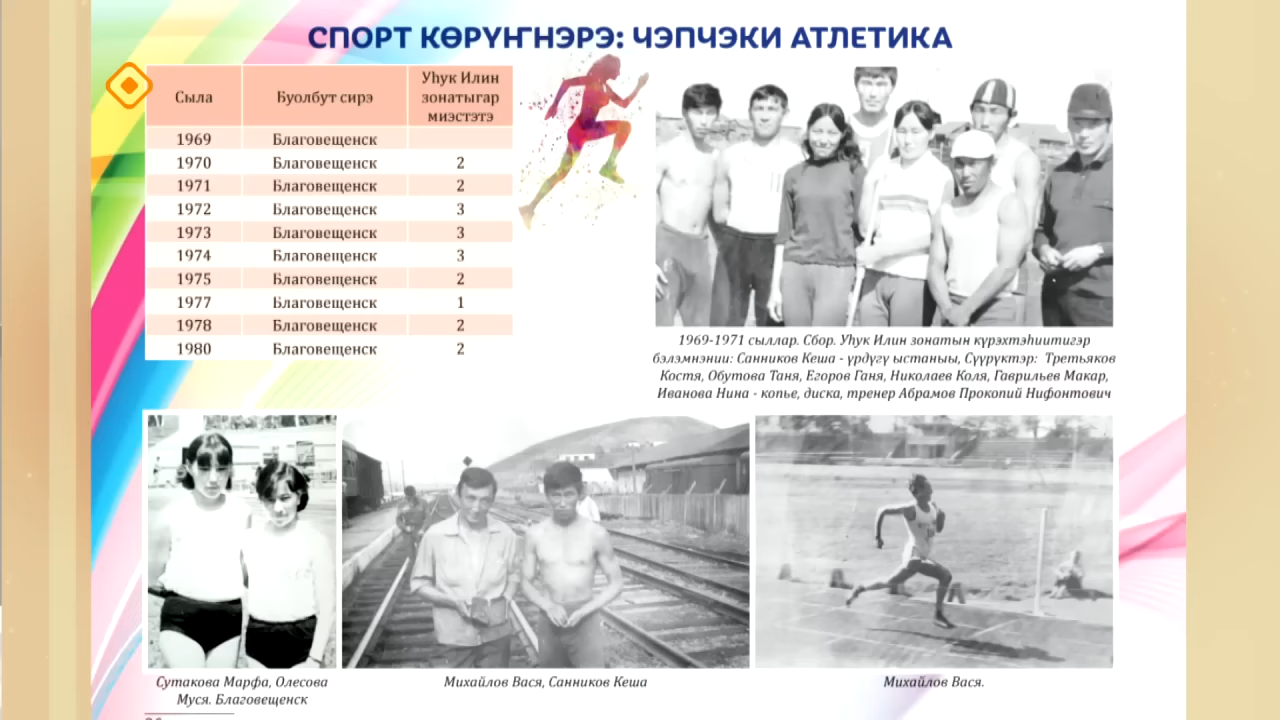 СПОРТ КӨРҮҤНЭРЭ: ЧЭПЧЭКИ АТЛЕТИКА
Сыла Буолбут сирэ Уһук Илин
зонатыгар
миэстэтэ
1969 Благовещенск
1970 Благовещенск 2
1971 Благовещенск 2
1972 Благовещенск 3
1973 Благовещенск 3
1974 Благовещенск 3
1975 Благовещенск 2
1977 Благовещенск 1
1978 Благовещенск 2
1980 Благовещенск 2
1969-1971 сыллар. Сбор. Уһук Илин зонатын күрэхтэһиитигэр
бэлэмнэнии: Санников Кеша - үрдүгү ыстаныы, Сүүрүктэр: Третьяков
Костя, Обутова Таня, Егоров Ганя, Николаев Коля, Гаврильев Макар,
Иванова Нина - копье, диска, тренер Абрамов Прокопий Нифонтович
Сутакова Марфа, Олесова
Муся. Благовещенск
Михайлов Вася, Санников Кеша
Михайлов Вася.